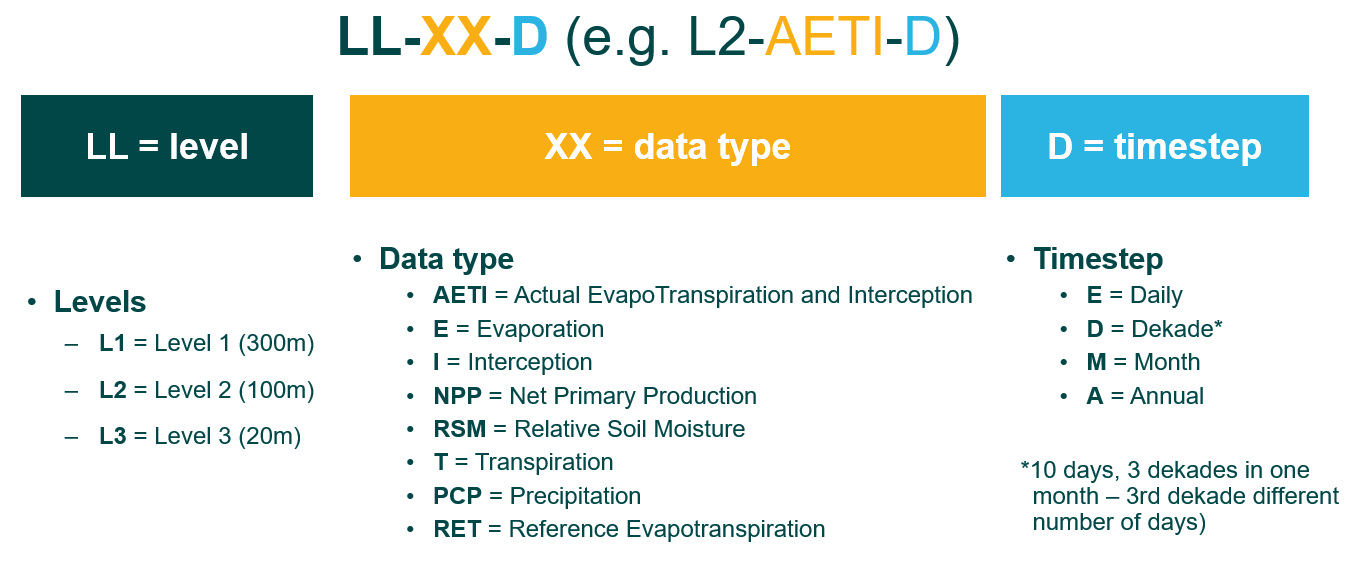 LL-XX-D (e.g. L2-AETI-D)
LL = level
XX = data type
D = timestep
• Levels
– L1 = Level 1 (300m)
– L2 = Level 2 (100m)
– L3 = Level 3 (20m)
• Data type
• AETI = Actual EvapoTranspiration and Interception
• E = Evaporation
• I = Interception
• NPP = Net Primary Production
• RSM = Relative Soil Moisture
• T = Transpiration
• PCP = Precipitation
• RET = Reference Evapotranspiration
• Timestep
• E = Daily
• D = Dekade*
• M = Month
• A = Annual
*10 days, 3 dekades in one
month – 3rd dekade different
number of days)